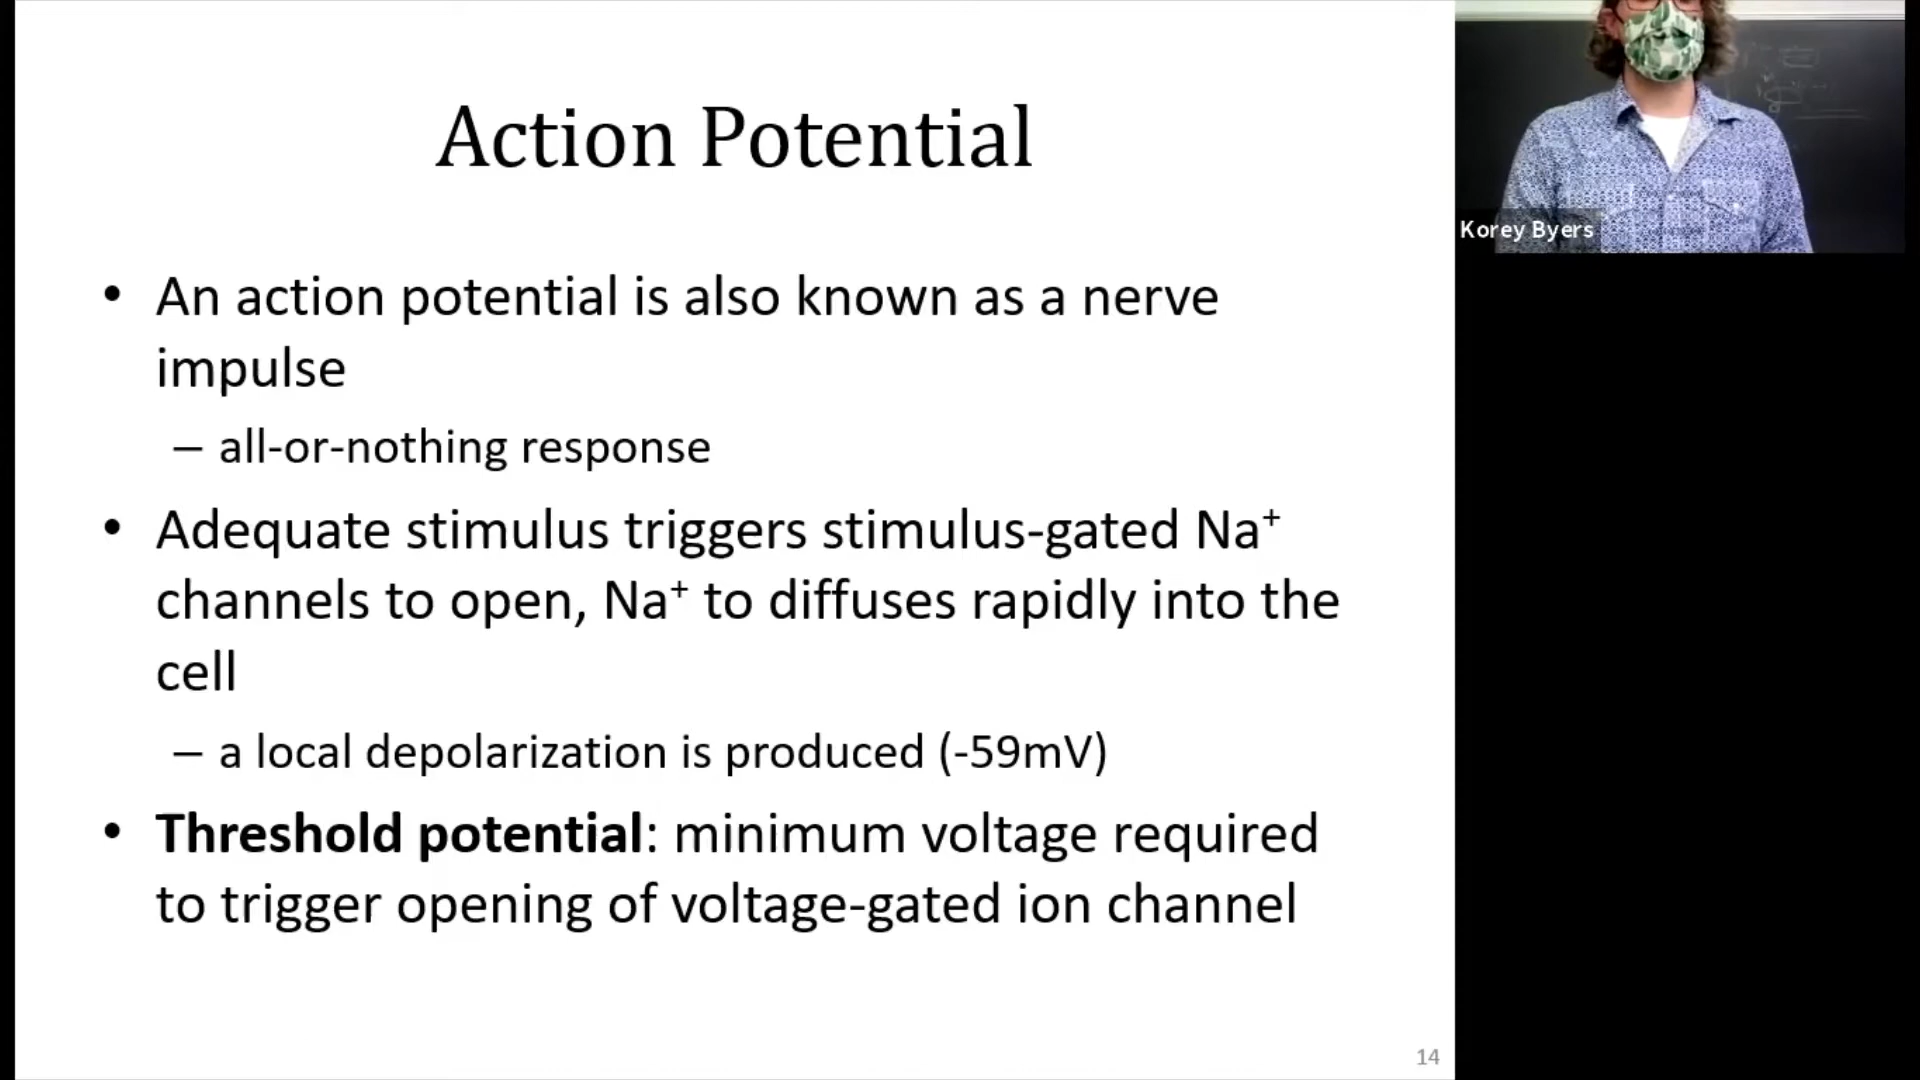 Action Potential
• An action potential is also known as a nerve
impulse
– all-or-nothing response
• Adequate stimulus triggers stimulus-gated Na⁺
channels to open, Na⁺ to diffuses rapidly into the
cell
– a local depolarization is produced (-59mV)
• Threshold potential: minimum voltage required
to trigger opening of voltage-gated ion channel
14
Korey Byers